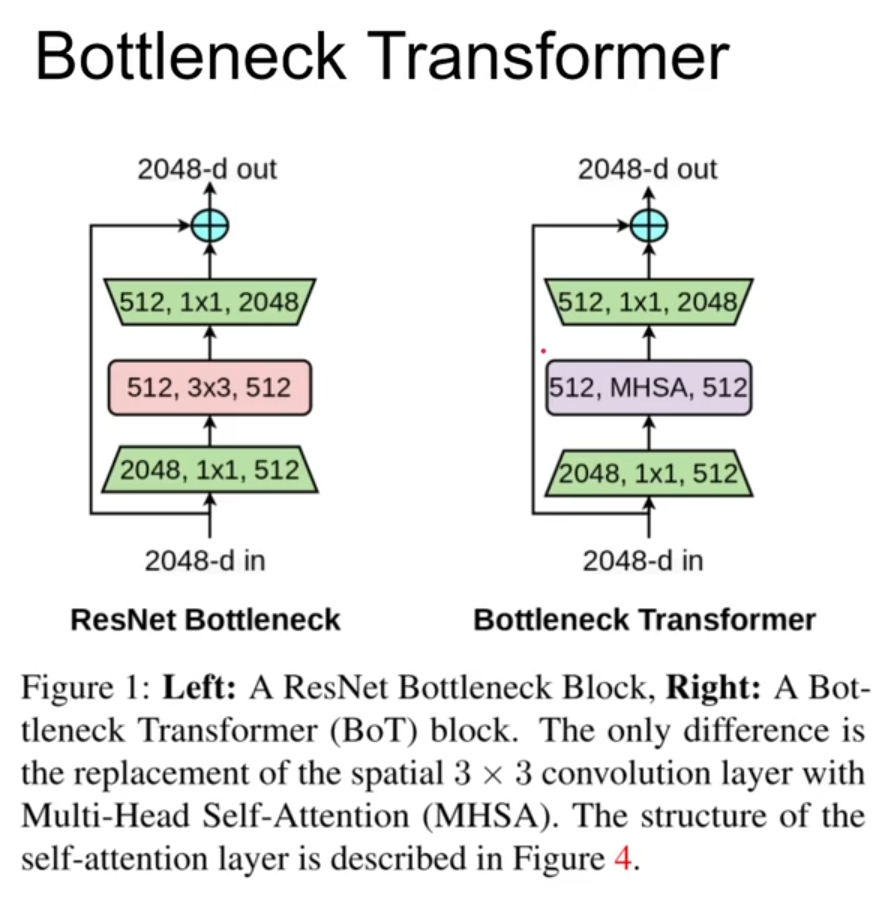 Bottleneck Transformer
2048-d out
512, 1x1, 2048
512, 3x3, 512
2048, 1x1, 512
2048-d in
ResNet Bottleneck
2048-d out
512, 1x1, 2048
512, MHSA, 512
2048, 1x1, 512
2048-d in
Bottleneck Transformer
Figure 1: Left: A ResNet Bottleneck Block, Right: A Bot-
tleneck Transformer (BoT) block. The only difference is
the replacement of the spatial 3 × 3 convolution layer with
Multi-Head Self-Attention (MHSA). The structure of the
self-attention layer is described in Figure 4.